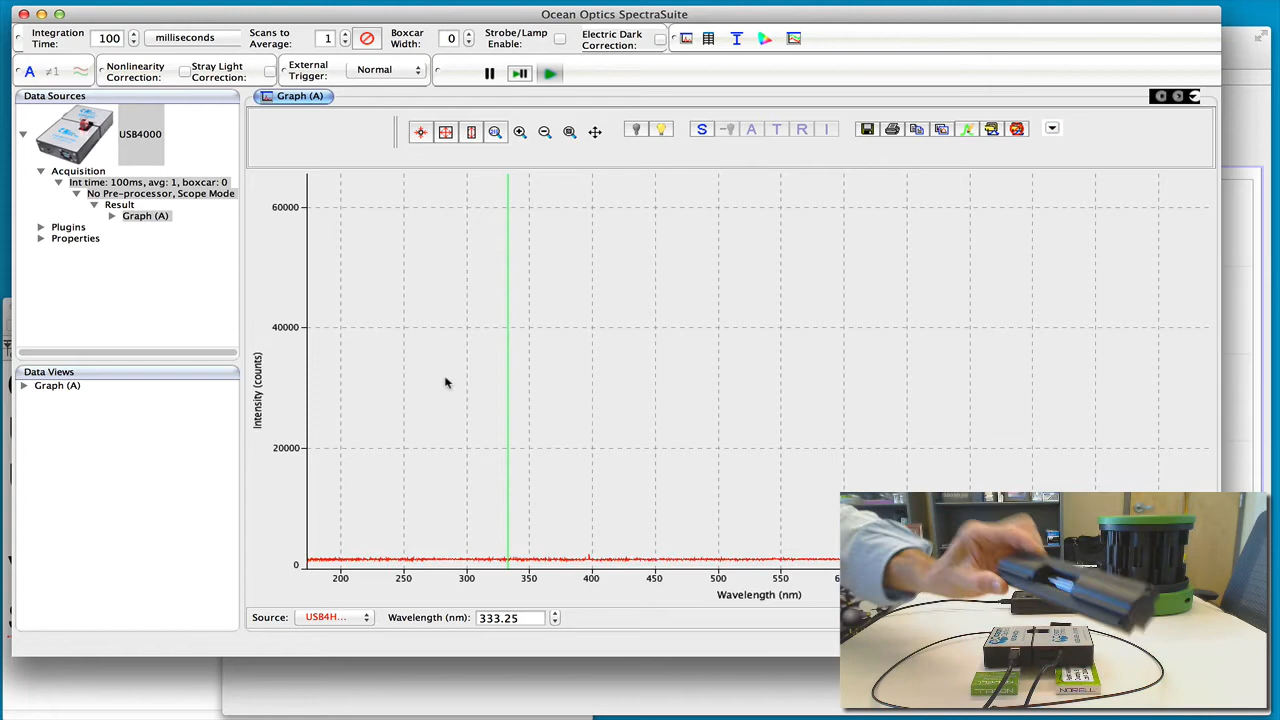 Ocean Optics SpectraSuite
Integration Time: 100 milliseconds Scans to Average: 1 Boxcar Width: 0 Strobe/Lamp Enable: Electric Dark Correction:
A ≠1 Nonlinearity Correction: Stray Light Correction: External Trigger: Normal
Data Sources
Graph (A)
USB4000
S A T R I
Acquisition
Int time: 100ms, avg: 1, boxcar: 0
No Pre-processor, Scope Mode
Result
Graph (A)
Plugins
Properties
Data Views
Graph (A)
60000
40000
20000
0
Intensity (counts)
200 250 300 350 400 450 500 550
Wavelength (nm)
Source: USB4H... Wavelength (nm): 333.25
NORELL